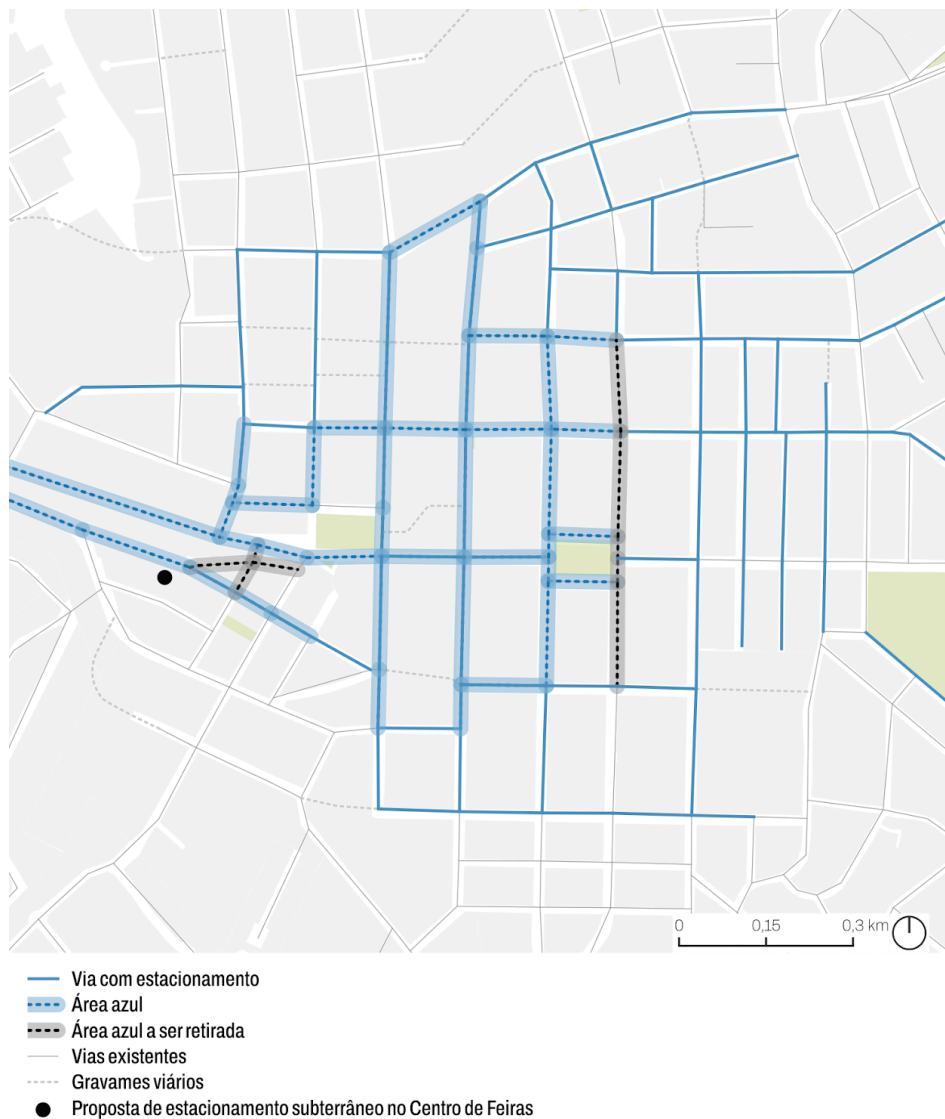 0 0,15 0,3 km
Via com estacionamento
Área azul
Área azul a ser retirada
Vias existentes
Gravames viários
Proposta de estacionamento subterrâneo no Centro de Feiras